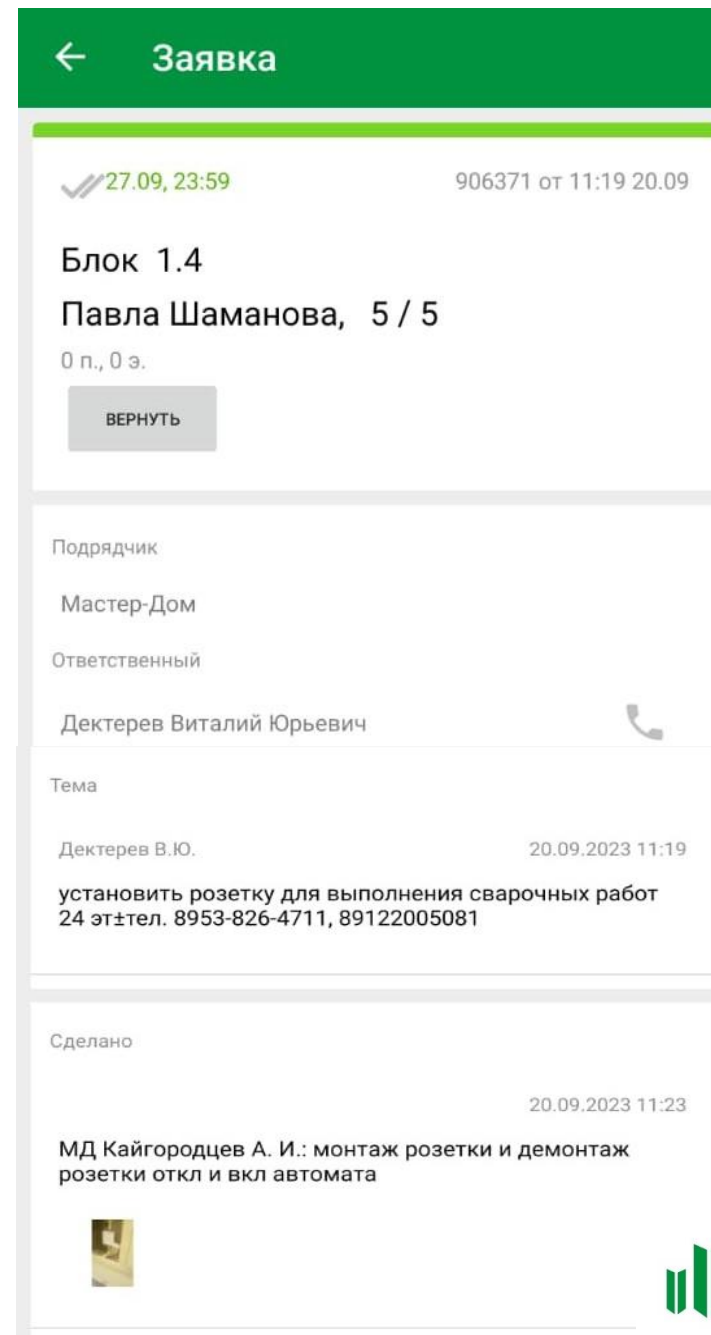 Заявка
27.09, 23:59
906371 от 11:19 20.09
Блок 1.4
Павла Шаманова, 5 / 5
0 п., 0 э.
ВЕРНУТЬ
Подрядчик
Мастер-Дом
Ответственный
Дектерев Виталий Юрьевич
Тема
Дектерев В.Ю.
20.09.2023 11:19
установить розетку для выполнения сварочных работ
24 эт±тел. 8953-826-4711, 89122005081
Сделано
20.09.2023 11:23
МД Кайгородцев А. И.: монтаж розетки и демонтаж
розетки откл и вкл автомата